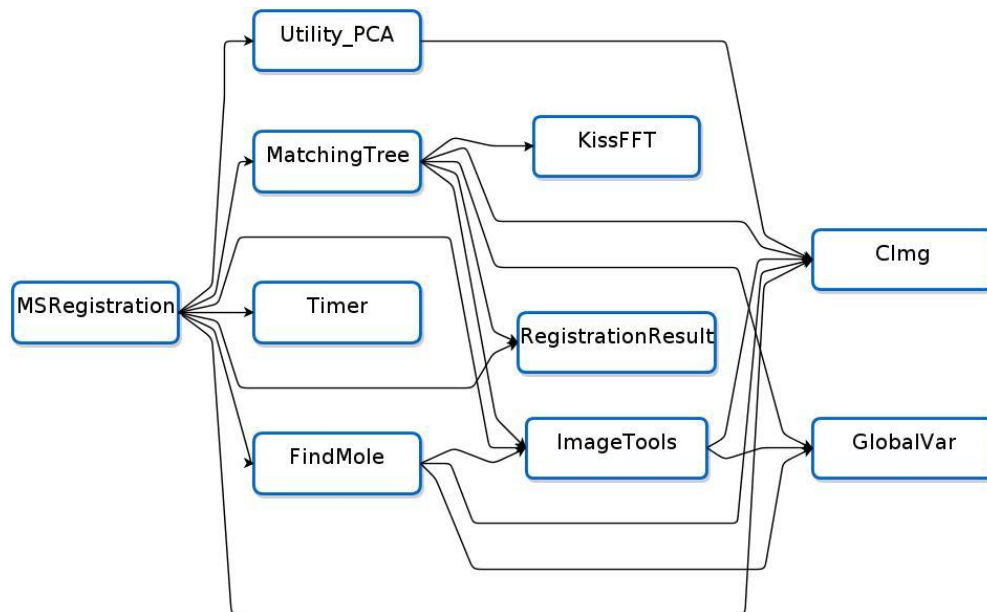 Utility_PCA
KissFFT
MatchingTree
CImg
MSRegistration
Timer
RegistrationResult
ImageTools
GlobalVar
FindMole